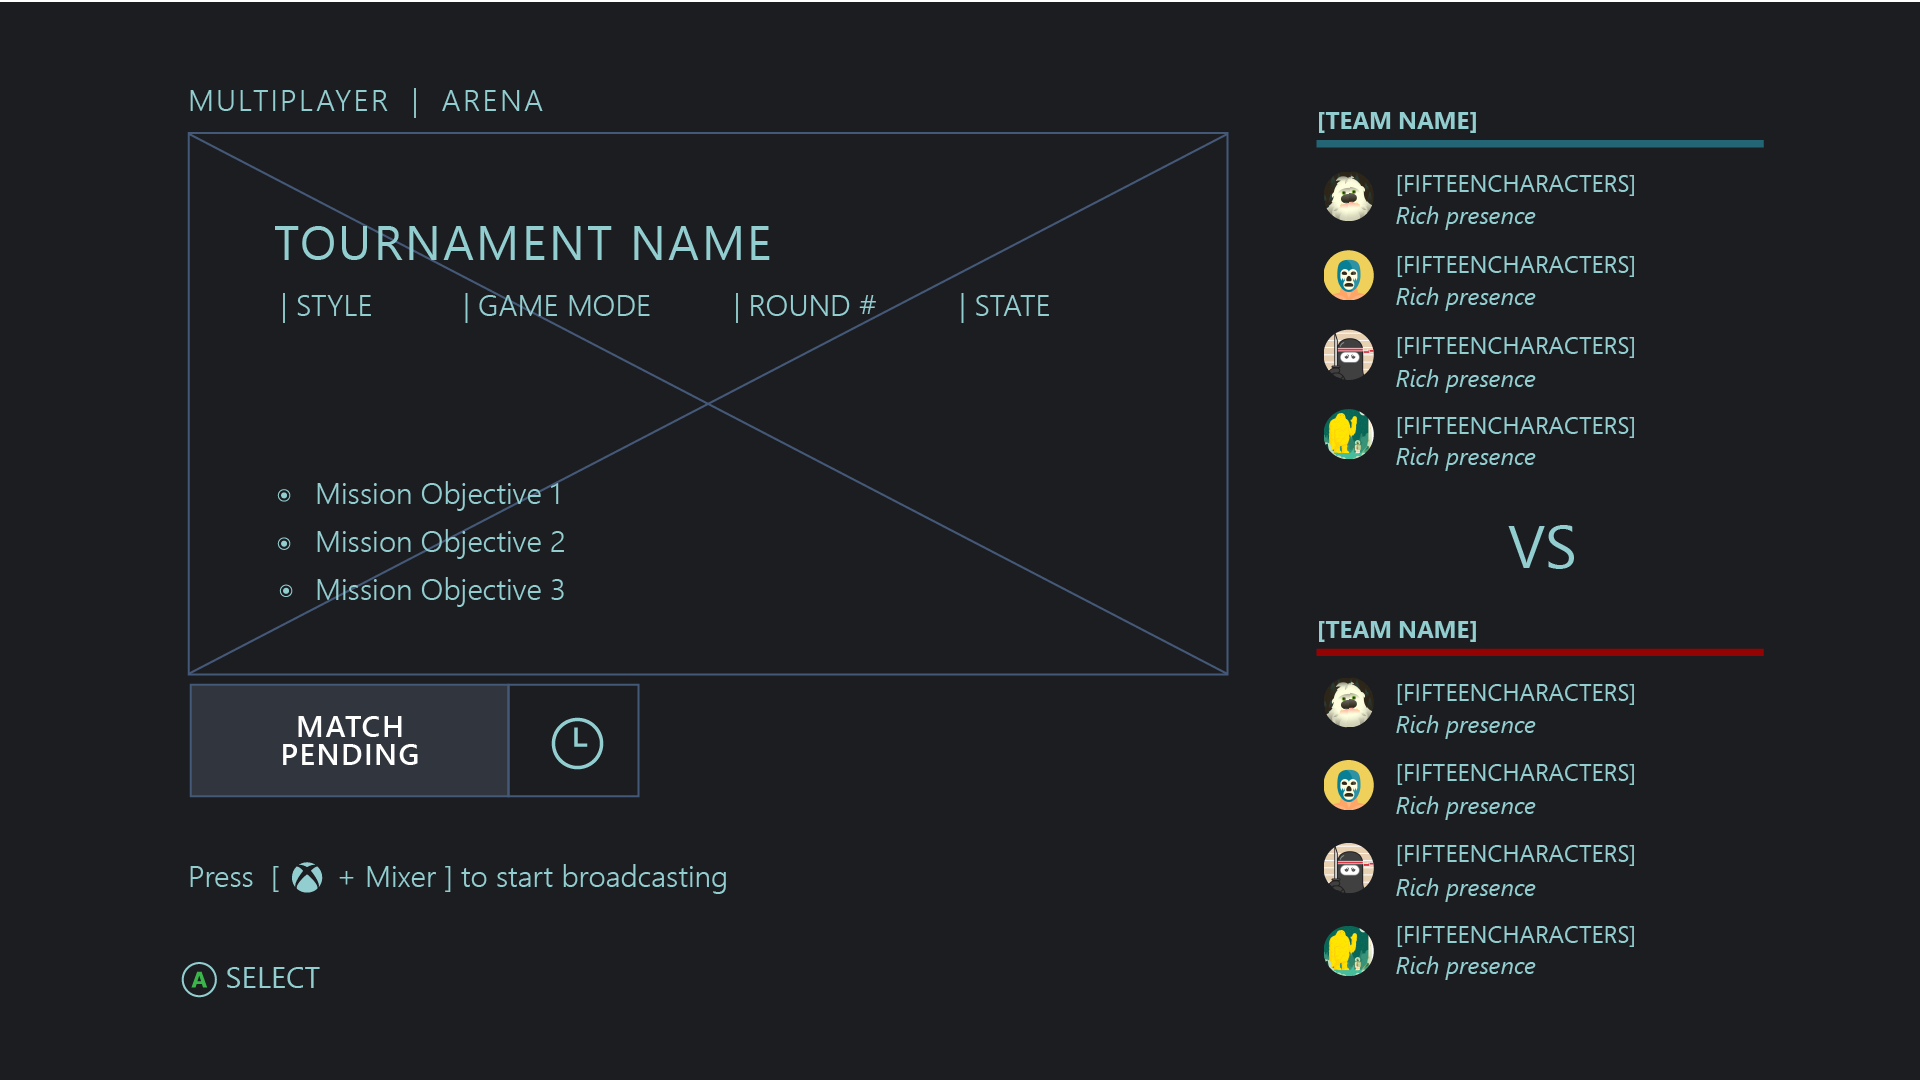 MULTIPLAYER | ARENA
TOURNAMENT NAME
| STYLE | GAME MODE | ROUND # | STATE
Mission Objective 1
Mission Objective 2
Mission Objective 3
MATCH
PENDING
Press [ + Mixer ] to start broadcasting
A SELECT
[TEAM NAME]
[FIFTEENCHARACTERS]
Rich presence
[FIFTEENCHARACTERS]
Rich presence
[FIFTEENCHARACTERS]
Rich presence
[FIFTEENCHARACTERS]
Rich presence
VS
[TEAM NAME]
[FIFTEENCHARACTERS]
Rich presence
[FIFTEENCHARACTERS]
Rich presence
[FIFTEENCHARACTERS]
Rich presence
[FIFTEENCHARACTERS]
Rich presence